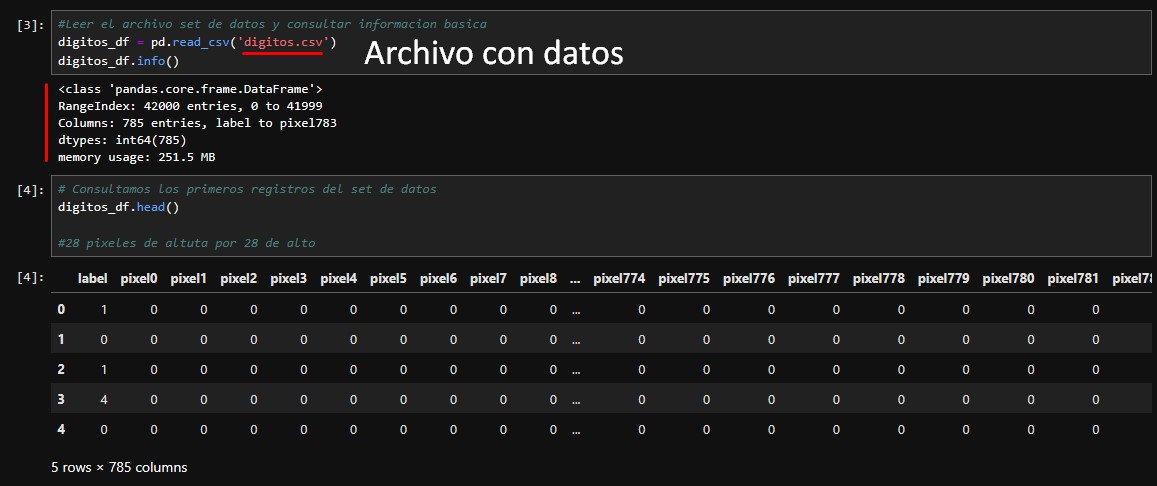 [3]: #Leer el archivo set de datos y consultar informacion basica
digitos_df = pd.read_csv('digitos.csv')
digitos_df.info()
Archivo con datos
<class 'pandas.core.frame.DataFrame'>
RangeIndex: 42000 entries, 0 to 41999
Columns: 785 entries, label to pixel783
dtypes: int64(785)
memory usage: 251.5 MB
[4]: # Consultamos los primeros registros del set de datos
digitos_df.head()
#28 pixeles de altuta por 28 de alto
[4]: label pixel0 pixel1 pixel2 pixel3 pixel4 pixel5 pixel6 pixel7 pixel8 ... pixel774 pixel775 pixel776 pixel777 pixel778 pixel779 pixel780 pixel781 pixel78
0 1 0 0 0 0 0 0 0 0 0 ... 0 0 0 0 0 0 0 0
1 0 0 0 0 0 0 0 0 0 0 ... 0 0 0 0 0 0 0 0
2 1 0 0 0 0 0 0 0 0 0 ... 0 0 0 0 0 0 0 0
3 4 0 0 0 0 0 0 0 0 0 ... 0 0 0 0 0 0 0 0
4 0 0 0 0 0 0 0 0 0 0 ... 0 0 0 0 0 0 0 0
5 rows × 785 columns